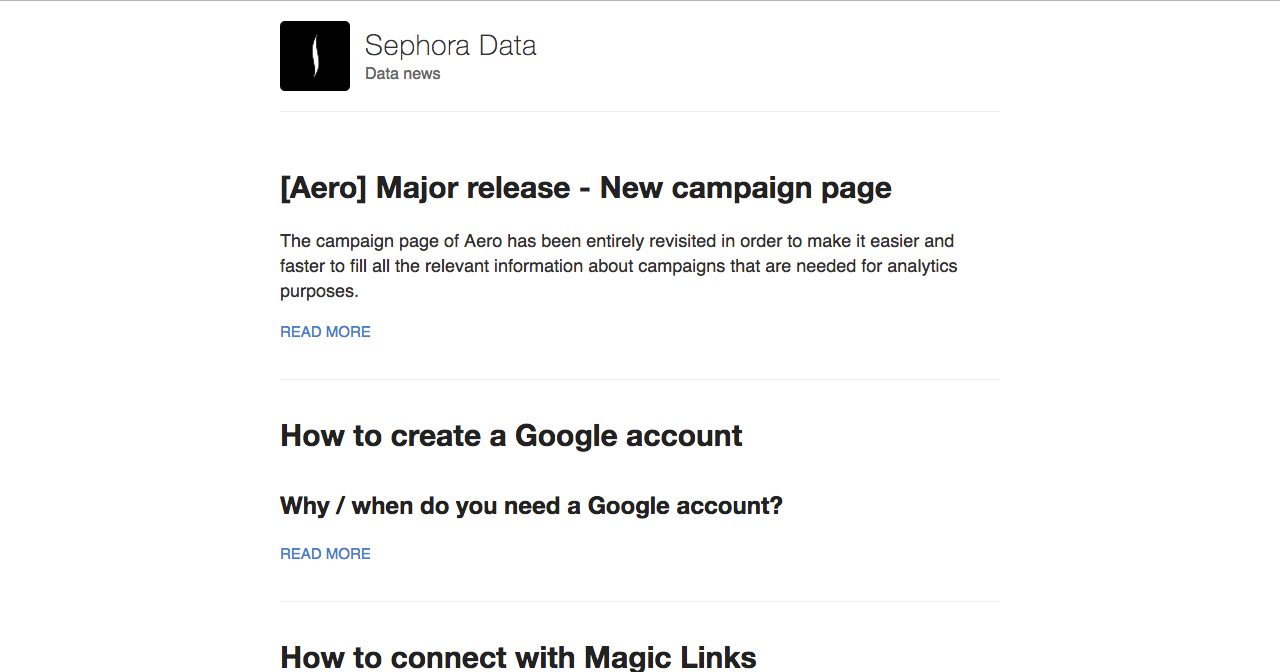 Sephora Data
Data news
[Aero] Major release - New campaign page
The campaign page of Aero has been entirely revisited in order to make it easier and
faster to fill all the relevant information about campaigns that are needed for analytics
purposes.
READ MORE
How to create a Google account
Why / when do you need a Google account?
READ MORE
How to connect with Magic Links